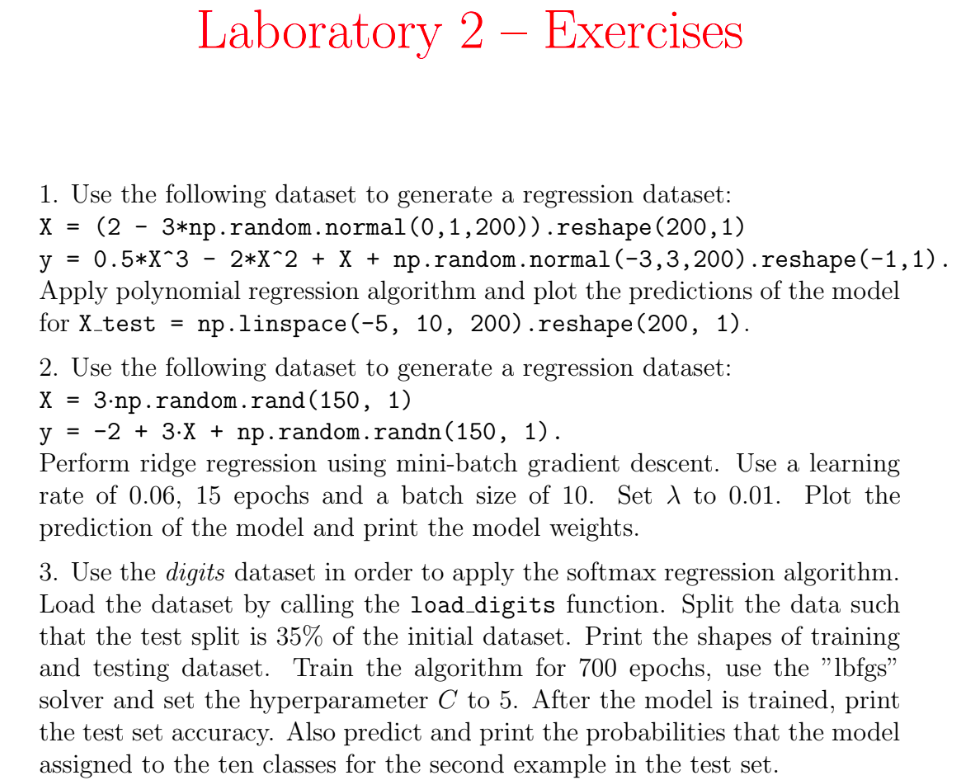 Laboratory 2 – Exercises
1. Use the following dataset to generate a regression dataset:
X = (2 - 3*np.random.normal(0,1,200)).reshape(200,1)
y = 0.5*X^3 - 2*X^2 + X + np.random.normal(-3,3,200).reshape(-1,1).
Apply polynomial regression algorithm and plot the predictions of the model
for X_test = np.linspace(-5, 10, 200).reshape(200, 1).
2. Use the following dataset to generate a regression dataset:
X = 3·np.random.rand(150, 1)
y = -2 + 3·X + np.random.randn(150, 1).
Perform ridge regression using mini-batch gradient descent. Use a learning
rate of 0.06, 15 epochs and a batch size of 10. Set λ to 0.01. Plot the
prediction of the model and print the model weights.
3. Use the digits dataset in order to apply the softmax regression algorithm.
Load the dataset by calling the load_digits function. Split the data such
that the test split is 35% of the initial dataset. Print the shapes of training
and testing dataset. Train the algorithm for 700 epochs, use the ”lbfgs”
solver and set the hyperparameter C to 5. After the model is trained, print
the test set accuracy. Also predict and print the probabilities that the model
assigned to the ten classes for the second example in the test set.